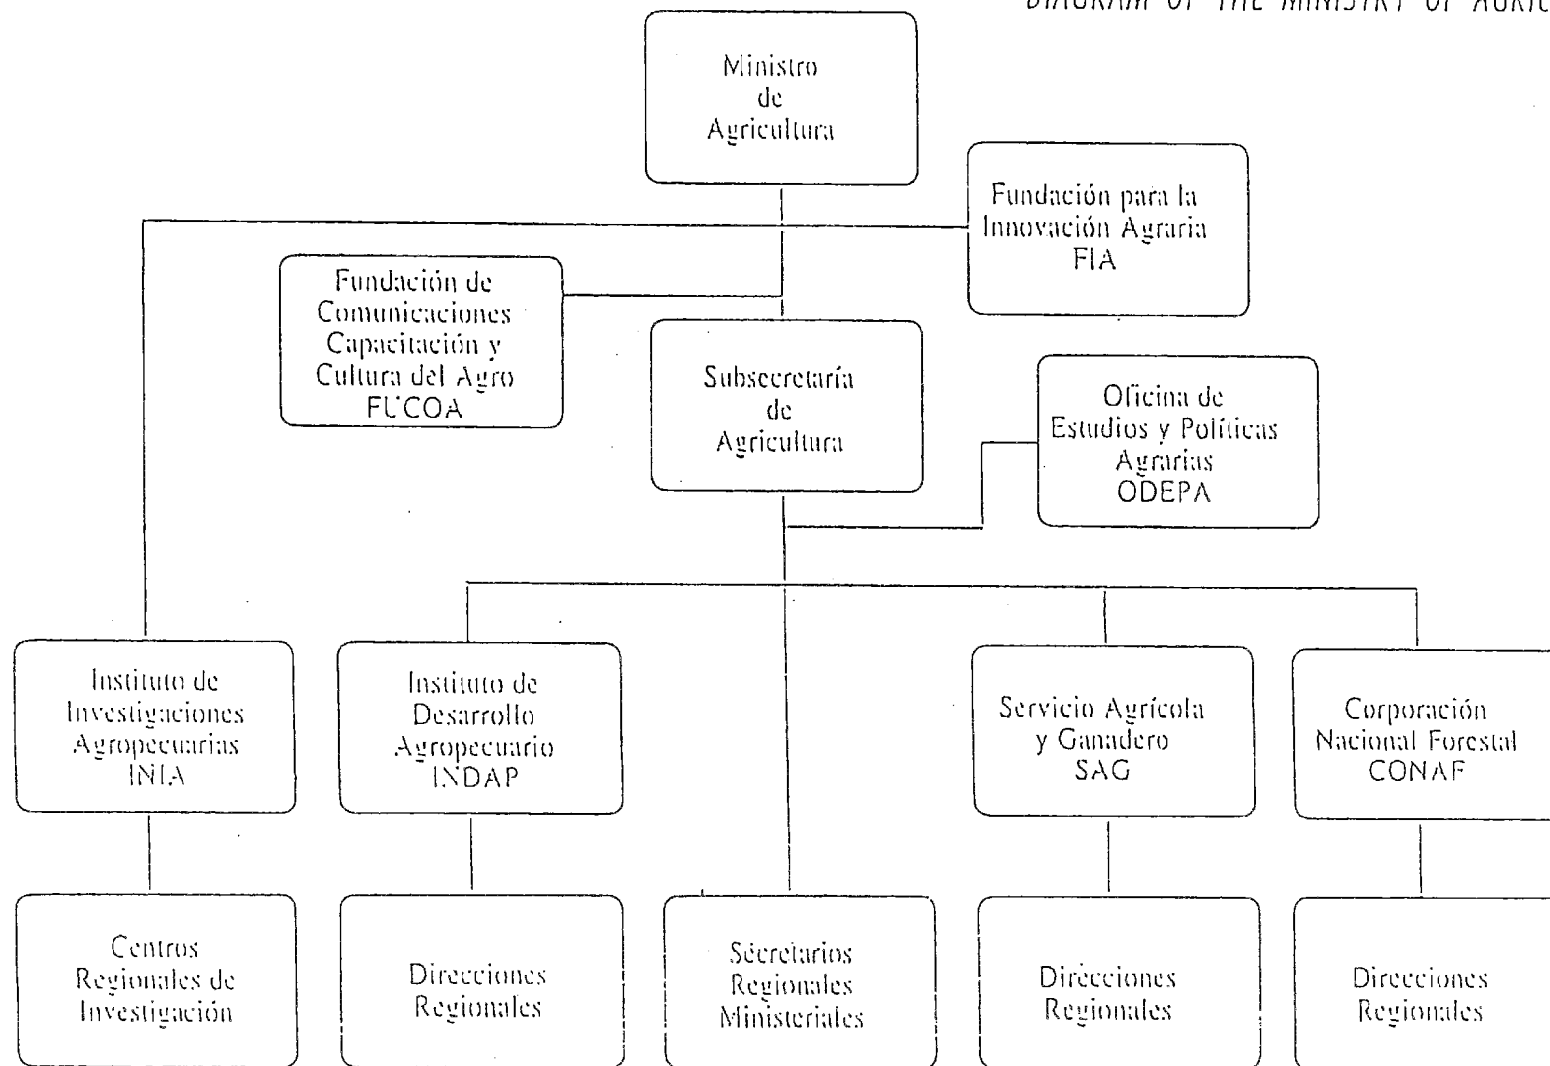 DIAGRAM OF THE MINISTRY OF
Ministro
de
Agricultura
Fundación para la
Innovación Agraria
FIA
Fundación de
Comunicaciones
Capacitación y
Cultura del Agro
FUCOA
Subsecretaría
de
Agricultura
Oficina de
Estudios y Políticas
Agrarias
ODEPA
Instituto de
Investigaciones
Agropecuarias
INIA
Instituto de
Desarrollo
Agropecuario
INDAP
Servicio Agrícola
y Ganadero
SAG
Corporación
Nacional Forestal
CONAF
Centros
Regionales de
Investigación
Direcciones
Regionales
Secretarios
Regionales
Ministeriales
Direcciones
Regionales
Direcciones
Regionales